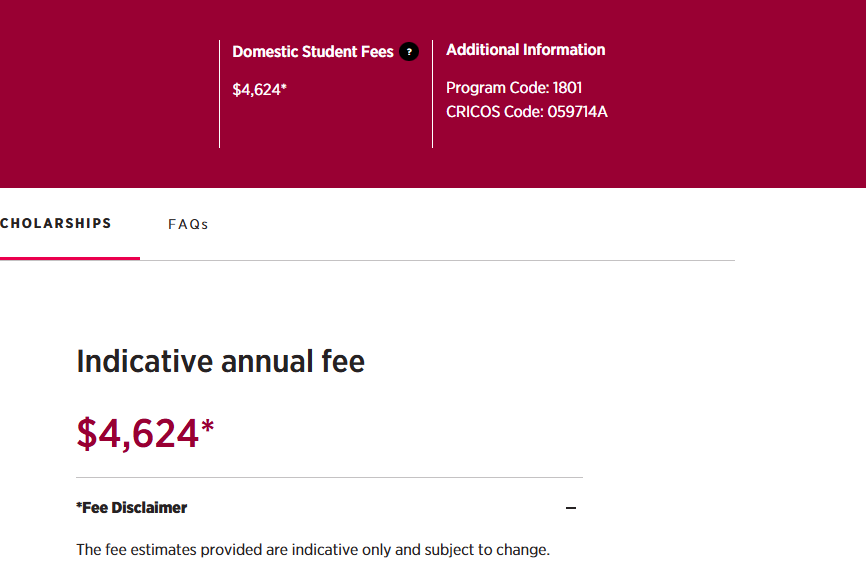 Domestic Student Fees ?
$4,624*
Additional Information
Program Code: 1801
CRICOS Code: 059714A
CHOLARSHIPS
FAQs
Indicative annual fee
$4,624*
*Fee Disclaimer
The fee estimates provided are indicative only and subject to change.